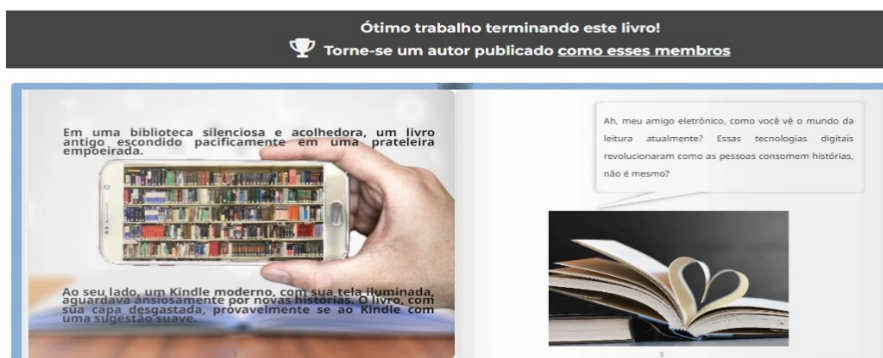 Ótimo trabalho terminando este livro!
Torne-se um autor publicado como esses membros
Em uma biblioteca silenciosa e acolhedora, um livro
antigo escondido pacificamente em uma prateleira
empoeirada.
Ao seu lado, um Kindle moderno, com sua tela iluminada,
aguardava ansiosamente por novas histórias. O livro, com
sua capa desgastada, provavelmente se ao Kindle com
uma sugestão suave.
Ah, meu amigo eletrônico, como você vê o mundo da
leitura atualmente? Essas tecnologias digitais
revolucionaram como as pessoas consomem histórias,
não é mesmo?
3